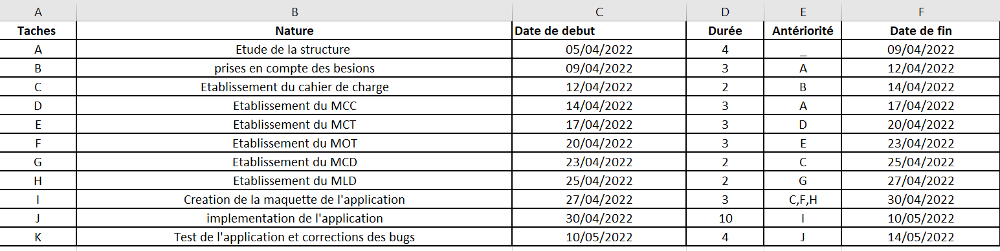 A B C D E F
Taches Nature Date de debut Durée Antériorité Date de fin
A Etude de la structure 05/04/2022 4 _ 09/04/2022
B prises en compte des besions 09/04/2022 3 A 12/04/2022
C Etablissement du cahier de charge 12/04/2022 2 B 14/04/2022
D Etablissement du MCC 14/04/2022 3 A 17/04/2022
E Etablissement du MCT 17/04/2022 3 D 20/04/2022
F Etablissement du MOT 20/04/2022 3 E 23/04/2022
G Etablissement du MCD 23/04/2022 2 C 25/04/2022
H Etablissement du MLD 25/04/2022 2 G 27/04/2022
I Creation de la maquette de l'application 27/04/2022 3 C,F,H 30/04/2022
J implementation de l'application 30/04/2022 10 I 10/05/2022
K Test de l'application et corrections des bugs 10/05/2022 4 J 14/05/2022